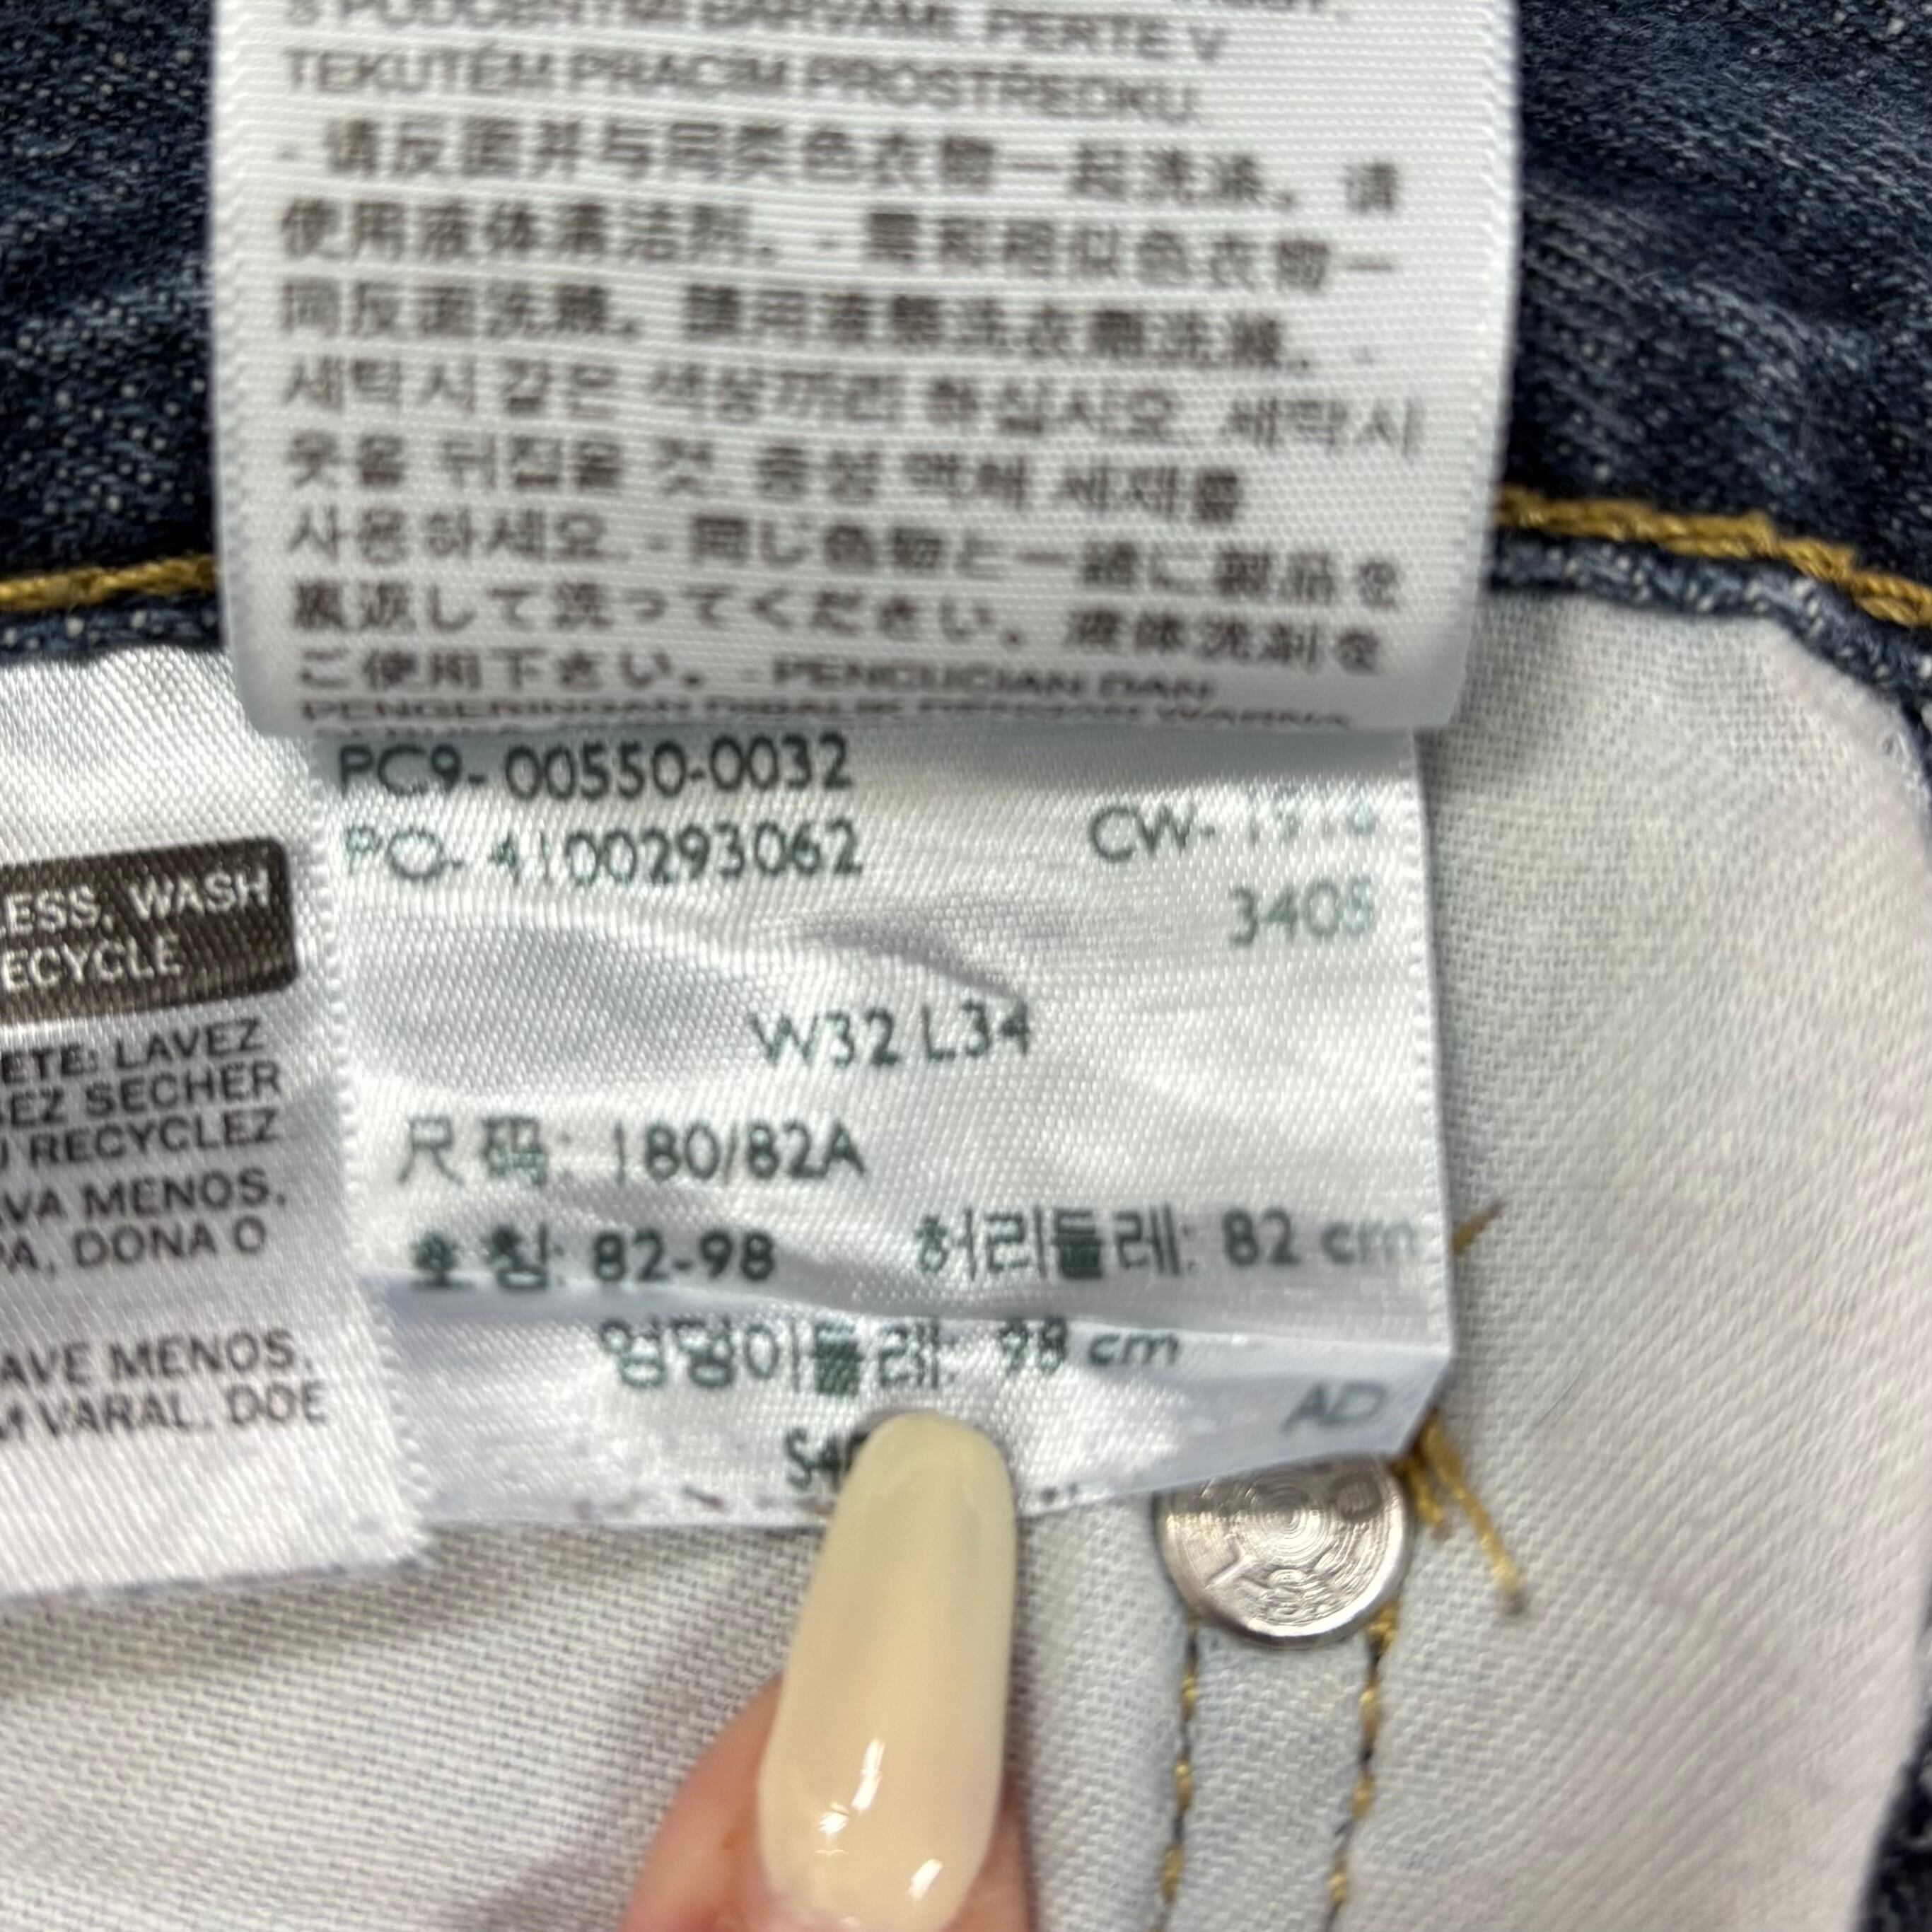 TEKUTÉM PRACÍM PROSTŘEDKU
- 请反面并与同类色衣物一起洗涤。请
使用液体清洁剂。 - 需和相似色衣物一
同反面洗滌。請用液態洗衣精洗滌。 -
세탁시 같은 색상끼리 하십시오. 세탁시
옷을 뒤집을 것. 중성 액체 세제를
사용하세요. - 同じ色物と一緒に製品を
裏返して洗ってください。液体洗剤を
ご使用下さい。 - PENCUCIAN DAN
PC9- 00550-0032
PO- 4100293062
CW-
3405
W32 L34
尺码: 180/82A
호칭: 82-98 허리둘레: 82 cm
엉덩이둘레: 98 cm
AD
ESS, WASH
ECYCLE
ETE: LAVEZ
EZ SECHER
RECYCLEZ
VA MENOS,
PA, DONA O
AVE MENOS,
M VARAL, DOE